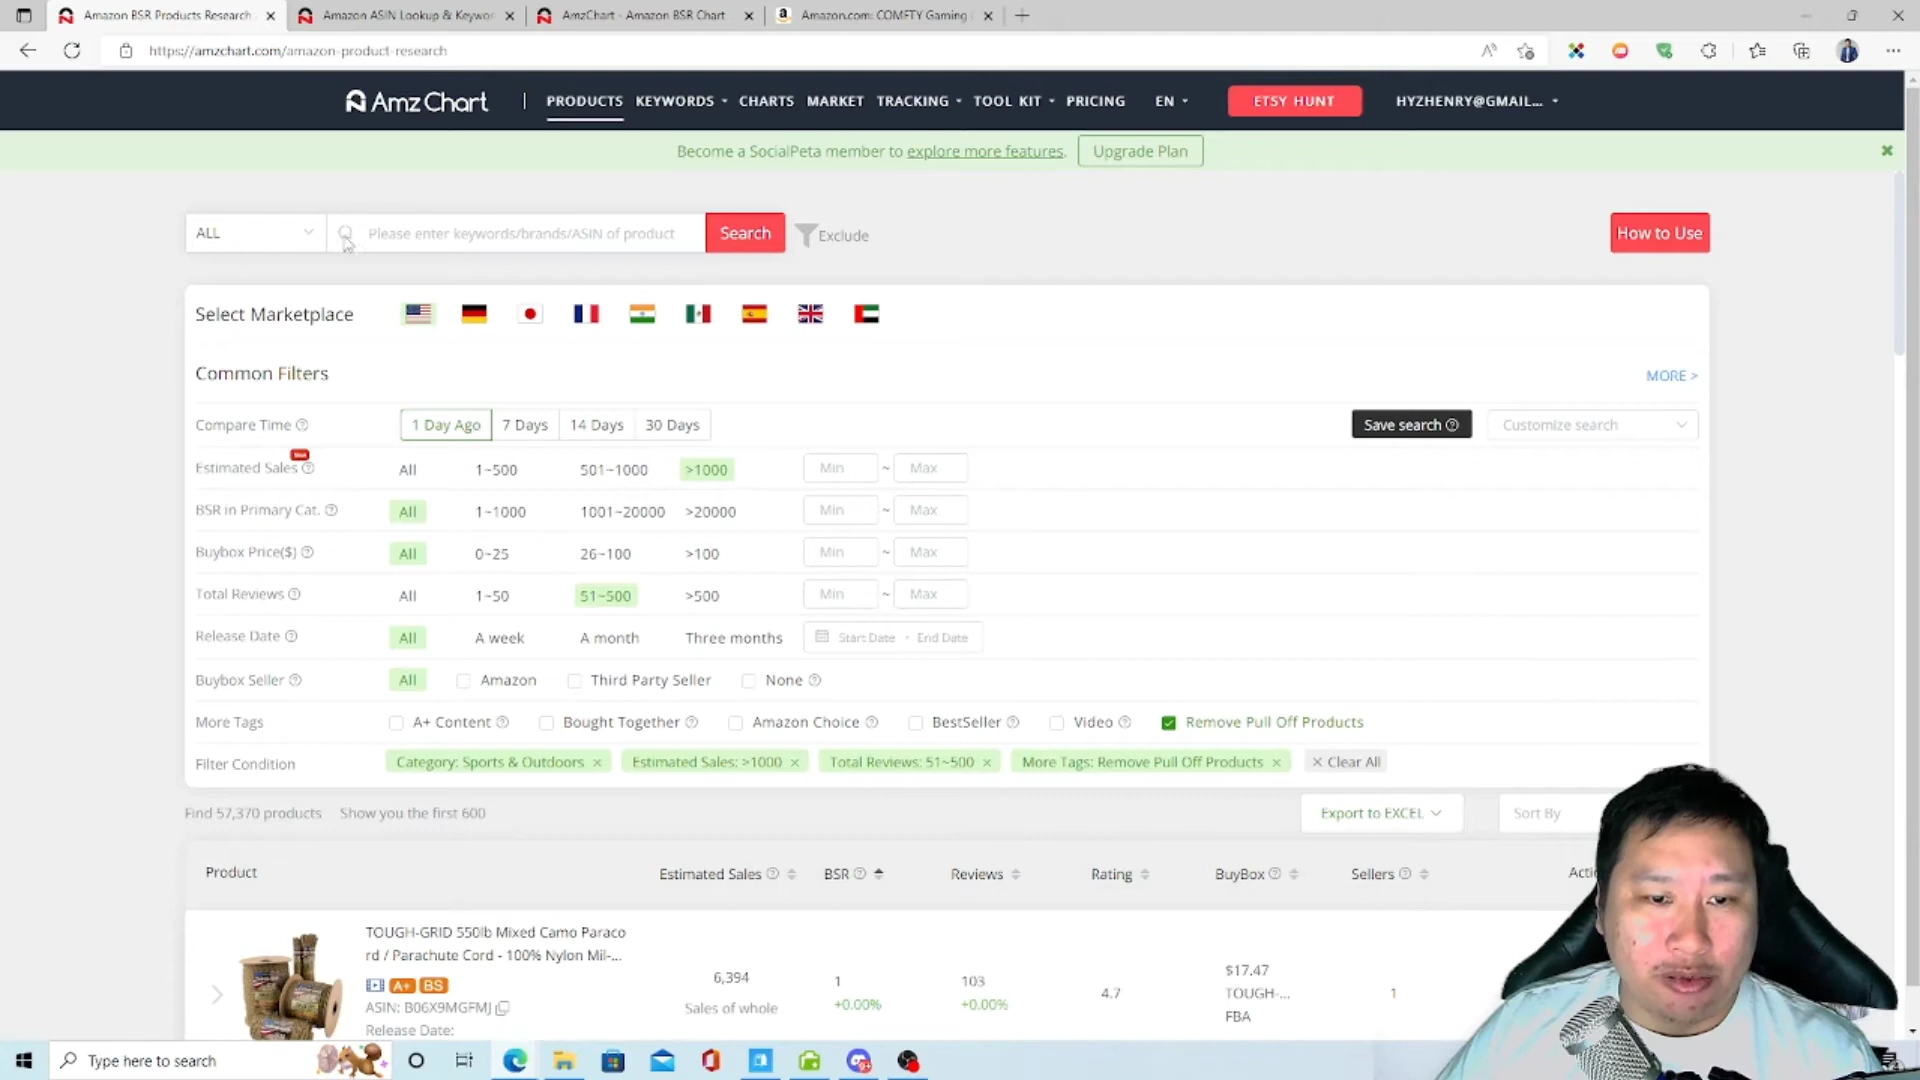 Amazon BSR Products Research
Amazon ASIN Lookup & Keywor
AmzChart - Amazon BSR Chart
Amazon.com: COMFTY Gaming
https://amzchart.com/amazon-product-research
AmzChart
PRODUCTS KEYWORDS CHARTS MARKET TRACKING TOOL KIT PRICING EN ETSY HUNT HYZHENRY@GMAIL...
Become a SocialPeta member to explore more features. Upgrade Plan
ALL Please enter keywords/brands/ASIN of product Search Exclude How to Use
Select Marketplace
Common Filters MORE >
Compare Time 1 Day Ago 7 Days 14 Days 30 Days Save search Customize search
Estimated Sales All 1~500 501~1000 >1000 Min ~ Max
BSR in Primary Cat. All 1~1000 1001~20000 >20000 Min ~ Max
Buybox Price($) All 0~25 26~100 >100 Min ~ Max
Total Reviews All 1~50 51~500 >500 Min ~ Max
Release Date All A week A month Three months Start Date - End Date
Buybox Seller All Amazon Third Party Seller None
More Tags A+ Content Bought Together Amazon Choice BestSeller Video Remove Pull Off Products
Filter Condition Category: Sports & Outdoors × Estimated Sales: >1000 × Total Reviews: 51~500 × More Tags: Remove Pull Off Products × × Clear All
Find 57,370 products Show you the first 600 Export to EXCEL Sort By
Product Estimated Sales BSR Reviews Rating BuyBox Sellers Actic
TOUGH-GRID 550lb Mixed Camo Paraco
rd / Parachute Cord - 100% Nylon Mil-...
A+ BS
ASIN: B06X9MGFMJ
Release Date:
6,394
Sales of whole
1
+0.00%
103
+0.00%
4.7
$17.47
TOUGH-...
FBA
1
Type here to search